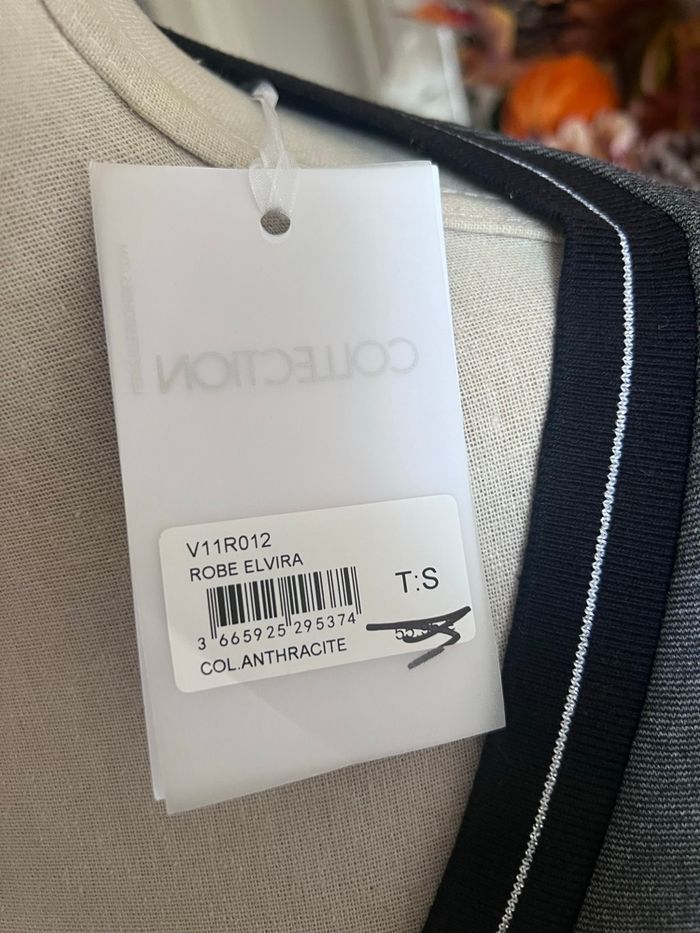 COLLECTION
V11R012
ROBE ELVIRA
T:S
3 665925 295374
COL.ANTHRACITE